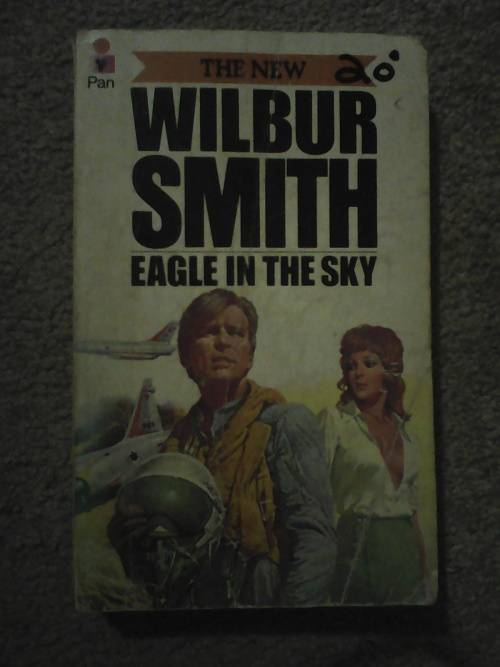 Pan
THE NEW
20¢
WILBUR
SMITH
EAGLE IN THE SKY